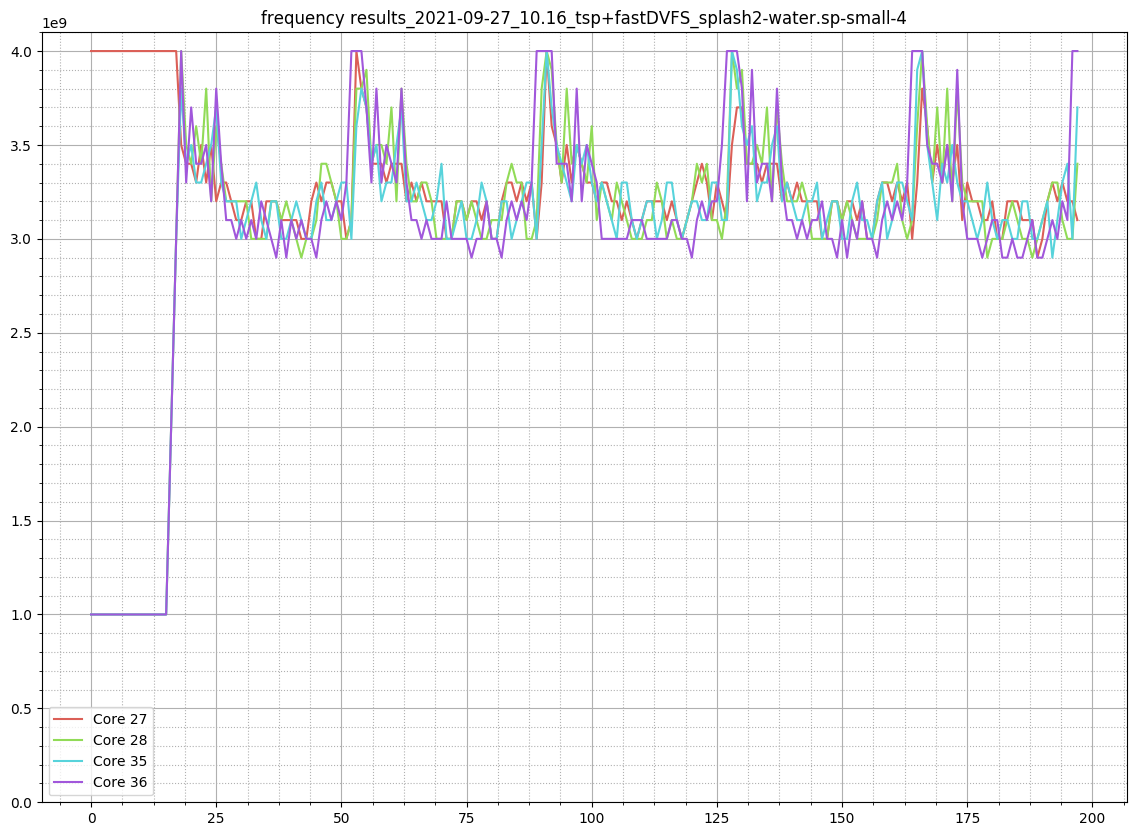 frequency results_2021-09-27_10.16_tsp+fastDVFS_splash2-water.sp-small-4
1e9
4.0
3.5
3.0
2.5
2.0
1.5
1.0
0.5
0.0
Core 27
Core 28
Core 35
Core 36
0 25 50 75 100 125 150 175 200